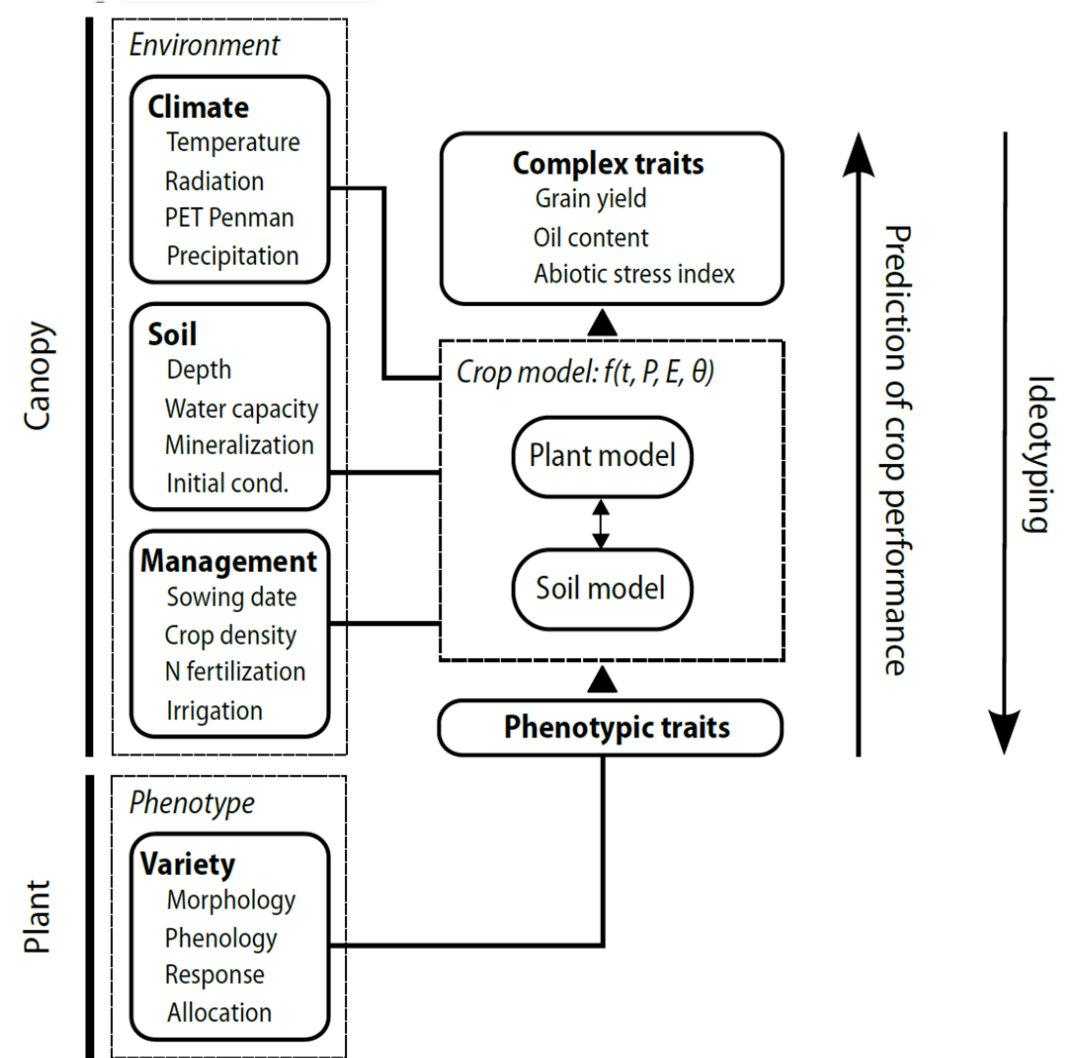 Canopy
Environment
Climate
Temperature
Radiation
PET Penman
Precipitation
Soil
Depth
Water capacity
Mineralization
Initial cond.
Management
Sowing date
Crop density
N fertilization
Irrigation
Plant
Phenotype
Variety
Morphology
Phenology
Response
Allocation
Complex traits
Grain yield
Oil content
Abiotic stress index
Crop model: f(t, P, E, θ)
Plant model
Soil model
Phenotypic traits
Prediction of crop performance
Ideotyping